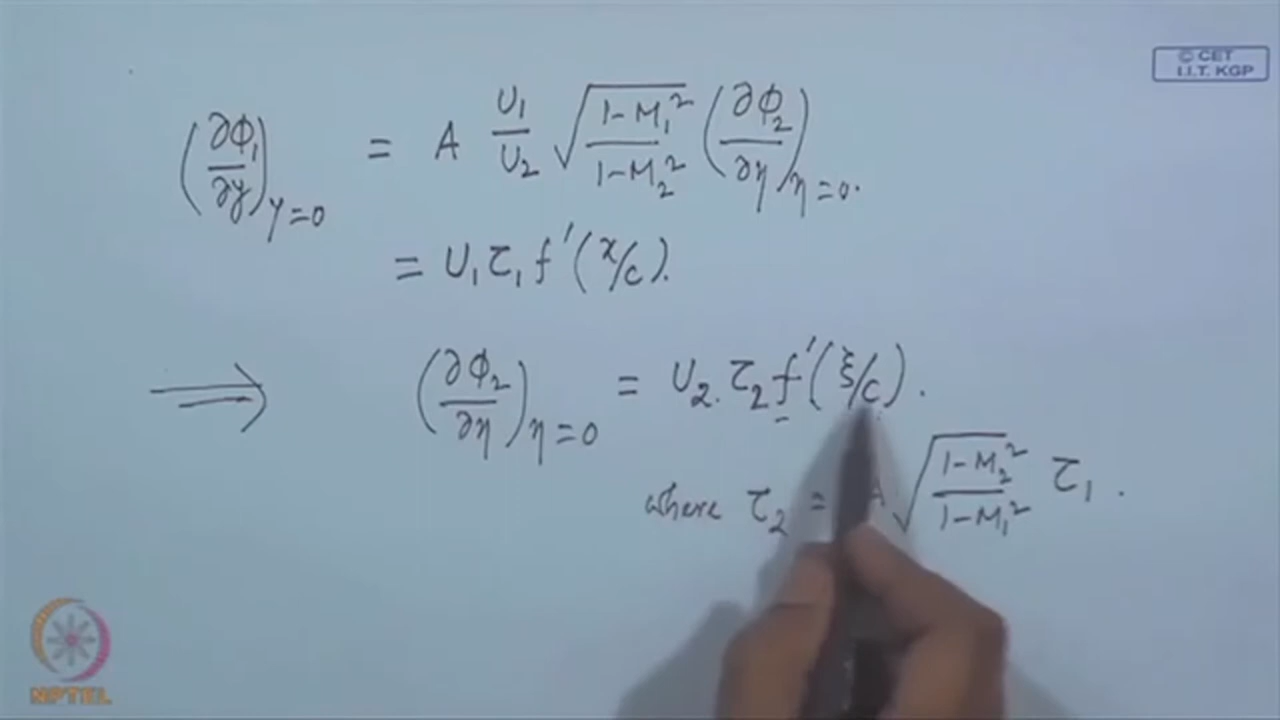 © CET
I.I.T. KGP
(∂Φ₁/∂y)_{y=0} = A U₁/U₂ √((1-M₁²)/(1-M₂²)) (∂Φ₂/∂η)_{η=0}.
= U₁ τ₁ f'(x/c).
⟹ (∂Φ₂/∂η)_{η=0} = U₂. τ₂ f'(ξ/c).
where τ₂ = √((1-M₂²)/(1-M₁²)) τ₁.
NPTEL